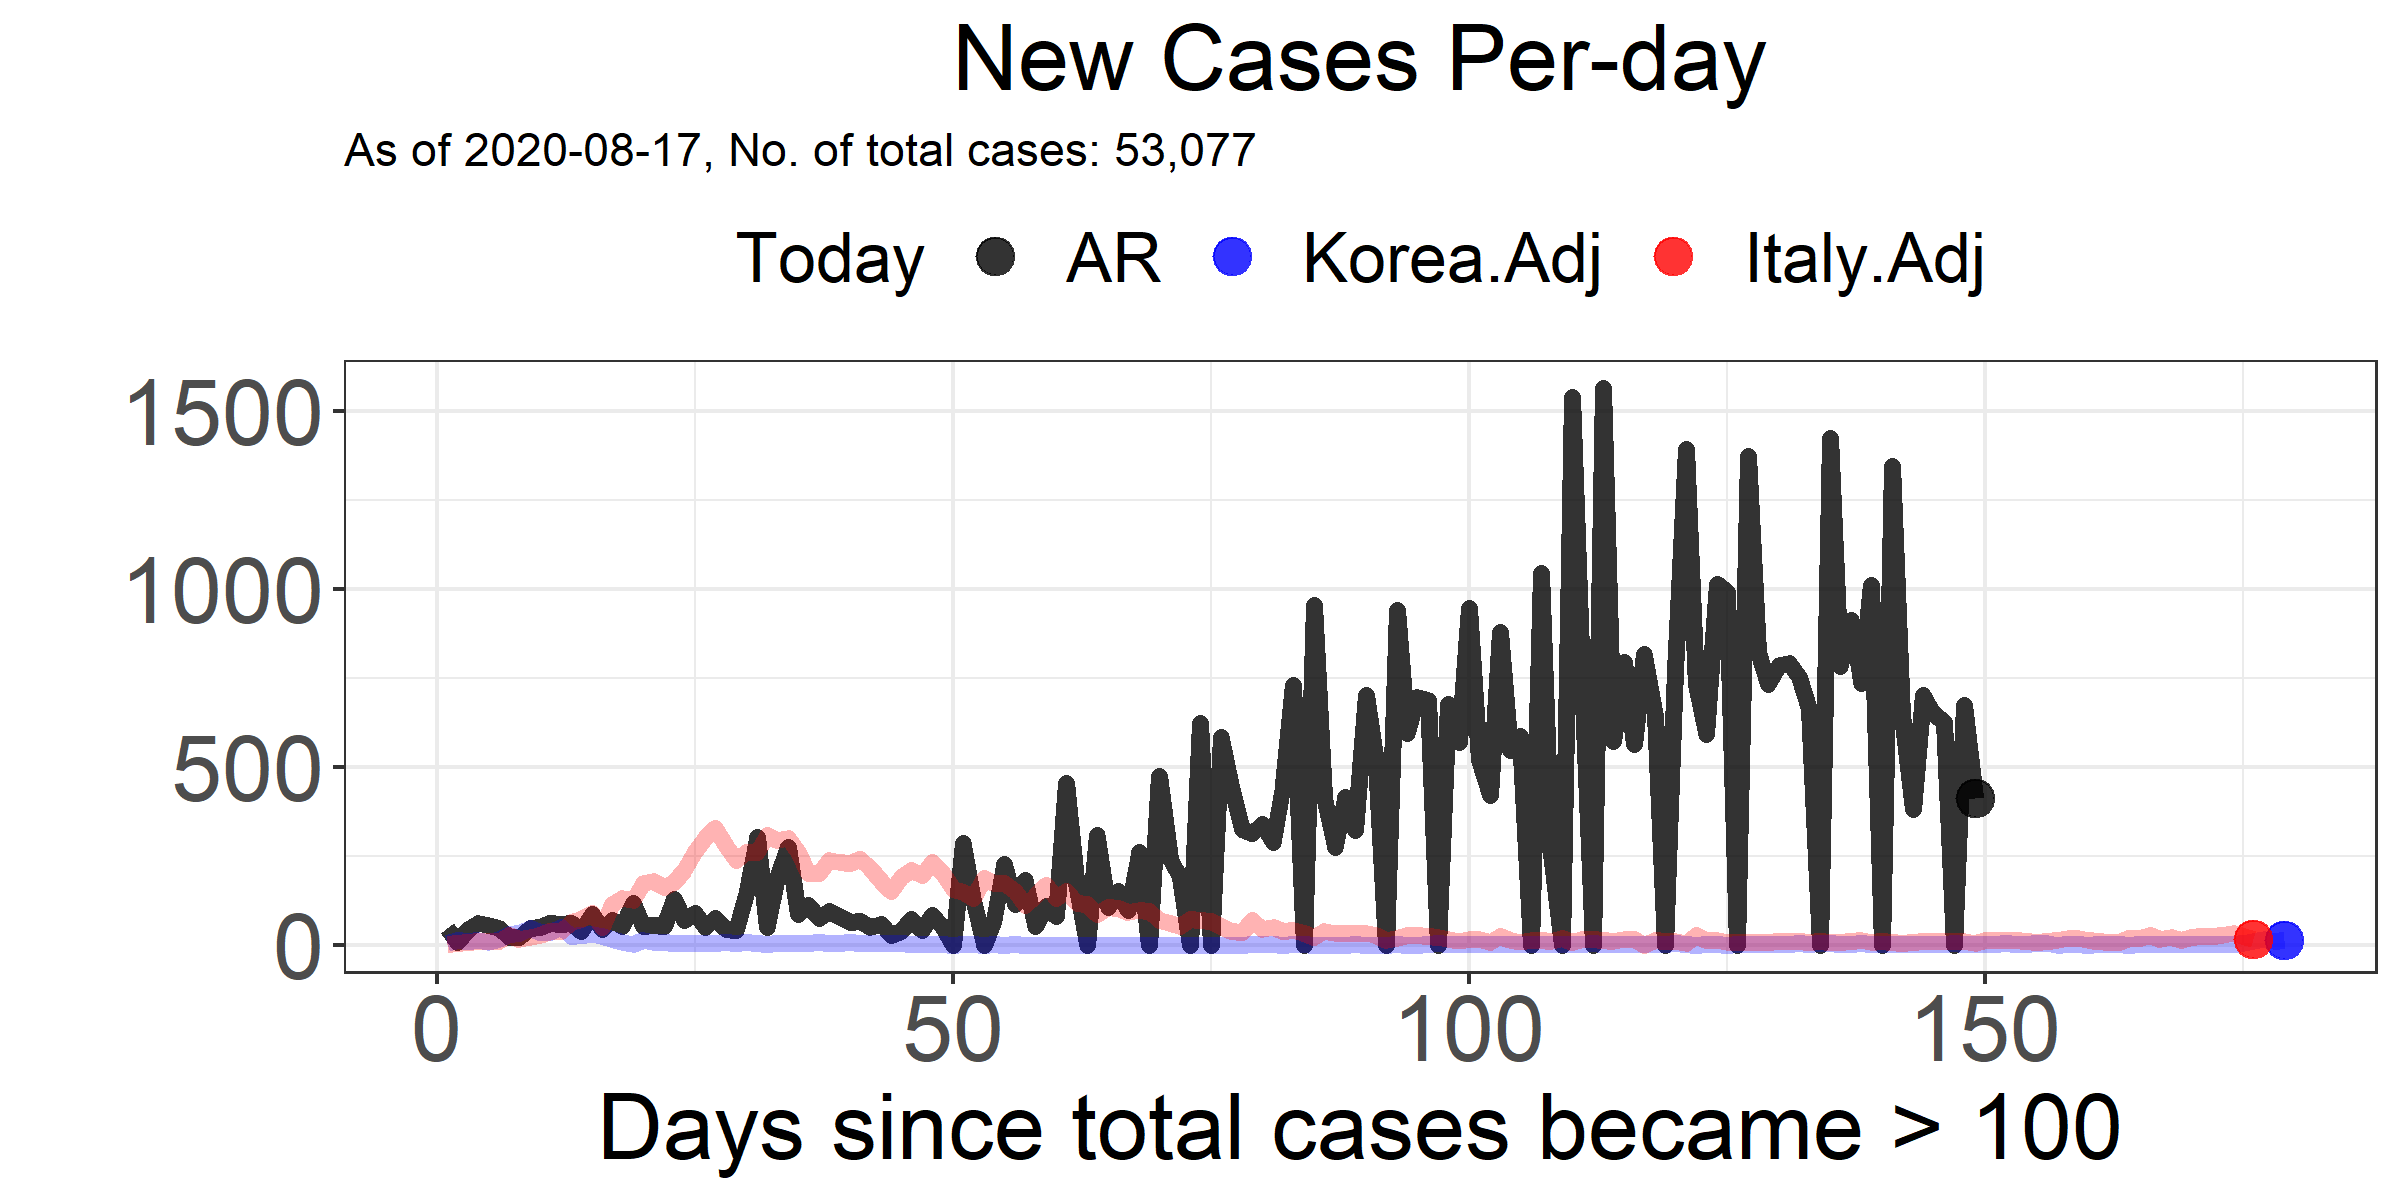 New Cases Per-day
As of 2020-08-17, No. of total cases: 53,077
Today AR Korea.Adj Italy.Adj
1500
1000
500
0
0 50 100 150
Days since total cases became > 100